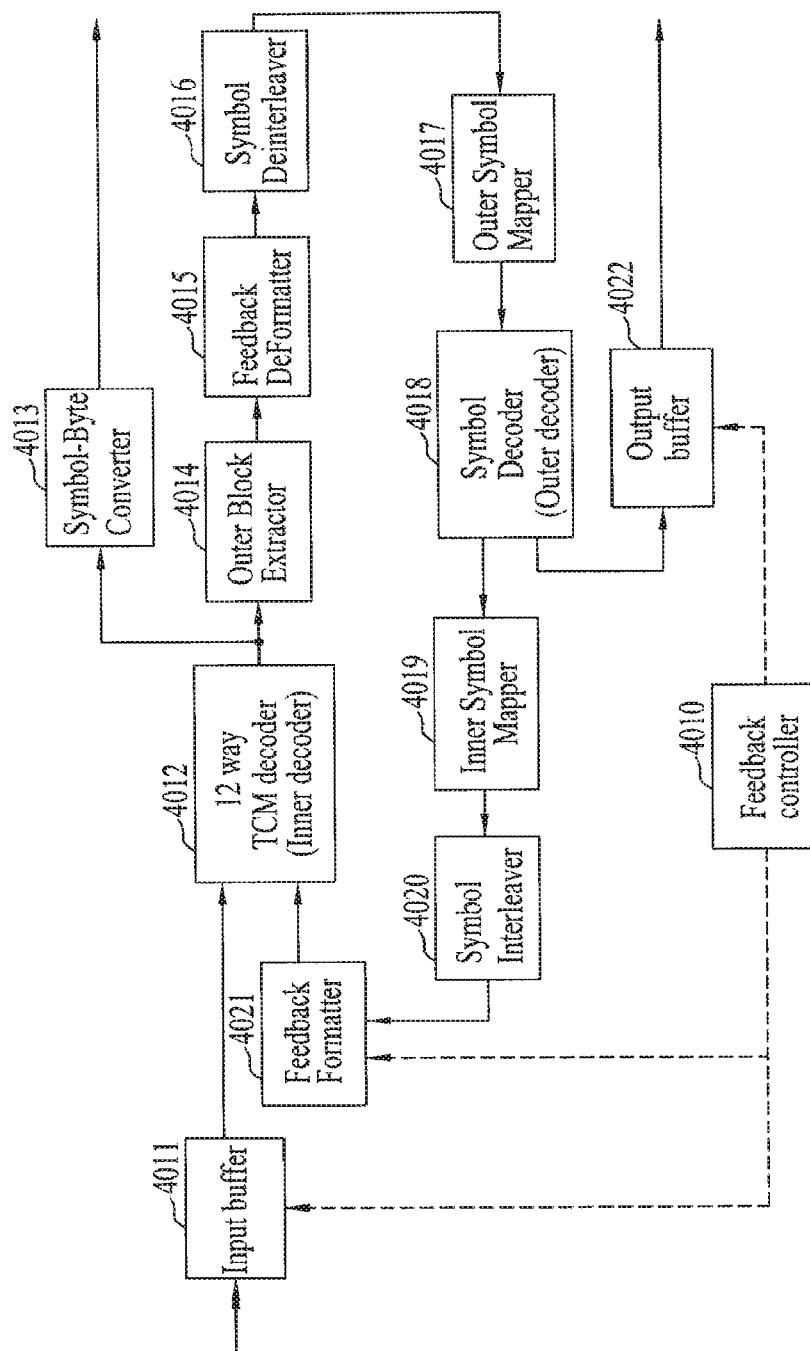 4011
Input buffer
4012
12 way
TCM decoder
(Inner decoder)
4013
Symbol-Byte
Converter
4014
Outer Block
Extractor
4015
Feedback
DeFormatter
4016
Symbol
Deinterleaver
4021
Feedback
Formatter
4020
Symbol
Interleaver
4019
Inner Symbol
Mapper
4018
Symbol
Decoder
(Outer decoder)
4017
Outer Symbol
Mapper
4022
Output
buffer
4010
Feedback
controller